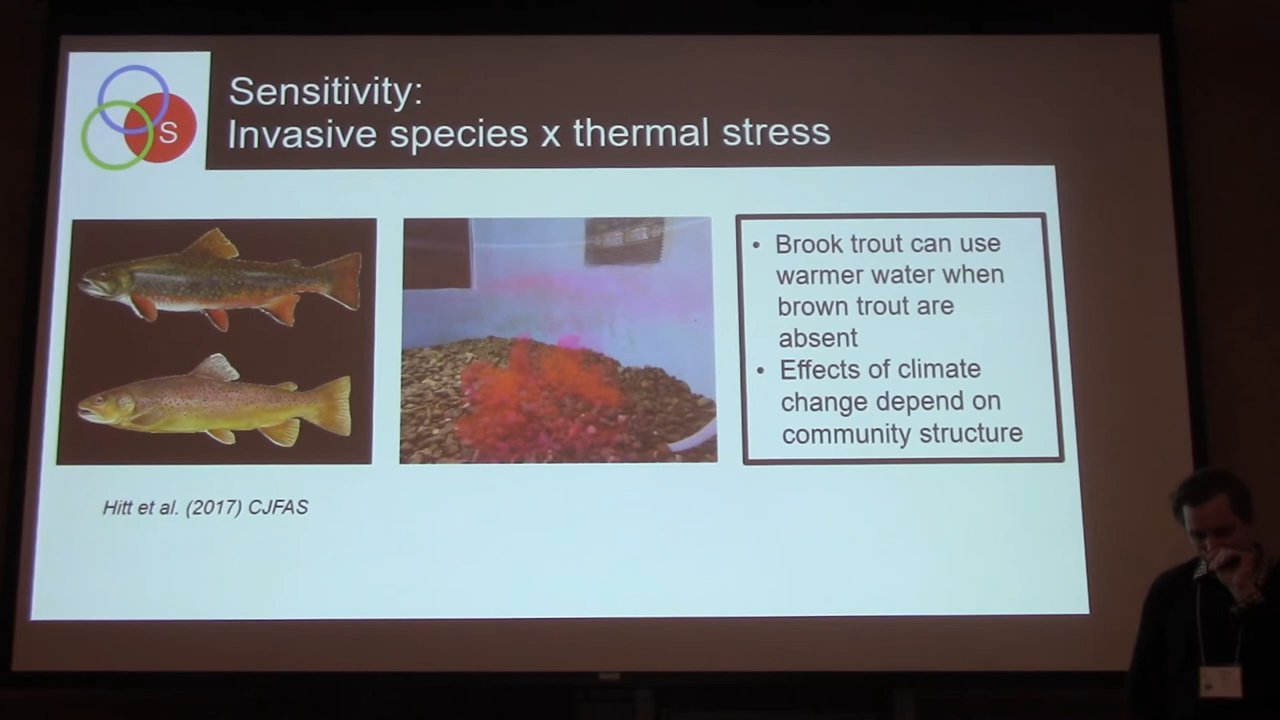 S
Sensitivity:
Invasive species x thermal stress
• Brook trout can use
warmer water when
brown trout are
absent
• Effects of climate
change depend on
community structure
Hitt et al. (2017) CJFAS